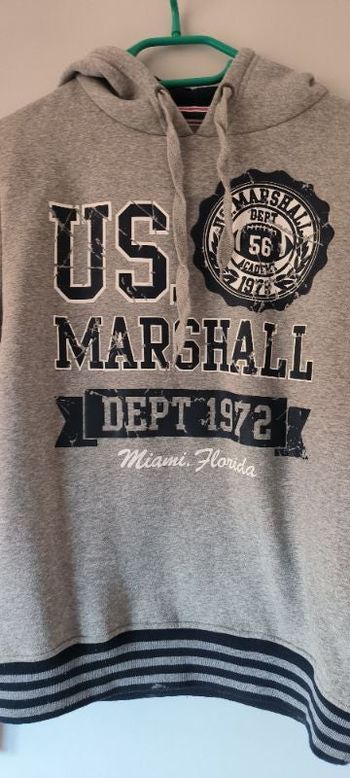 US.
U.S. MARSHALL
DEPT
56
ACADEMY
1972
MARSHALL
DEPT 1972
Miami, Florida